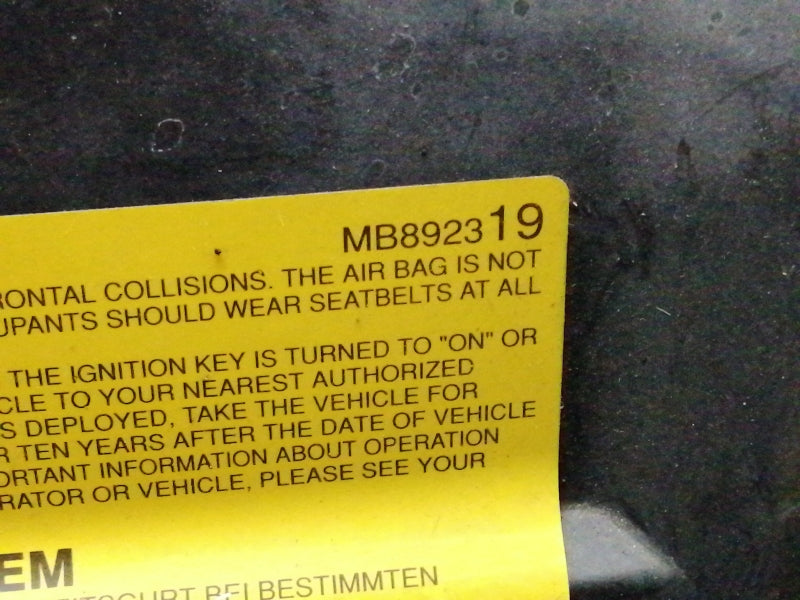 MB892319
RONTAL COLLISIONS. THE AIR BAG IS NOT
UPANTS SHOULD WEAR SEATBELTS AT ALL
THE IGNITION KEY IS TURNED TO "ON" OR
CLE TO YOUR NEAREST AUTHORIZED
S DEPLOYED, TAKE THE VEHICLE FOR
R TEN YEARS AFTER THE DATE OF VEHICLE
ORTANT INFORMATION ABOUT OPERATION
RATOR OR VEHICLE, PLEASE SEE YOUR
EM
EITSGURT BEI BESTIMMTEN